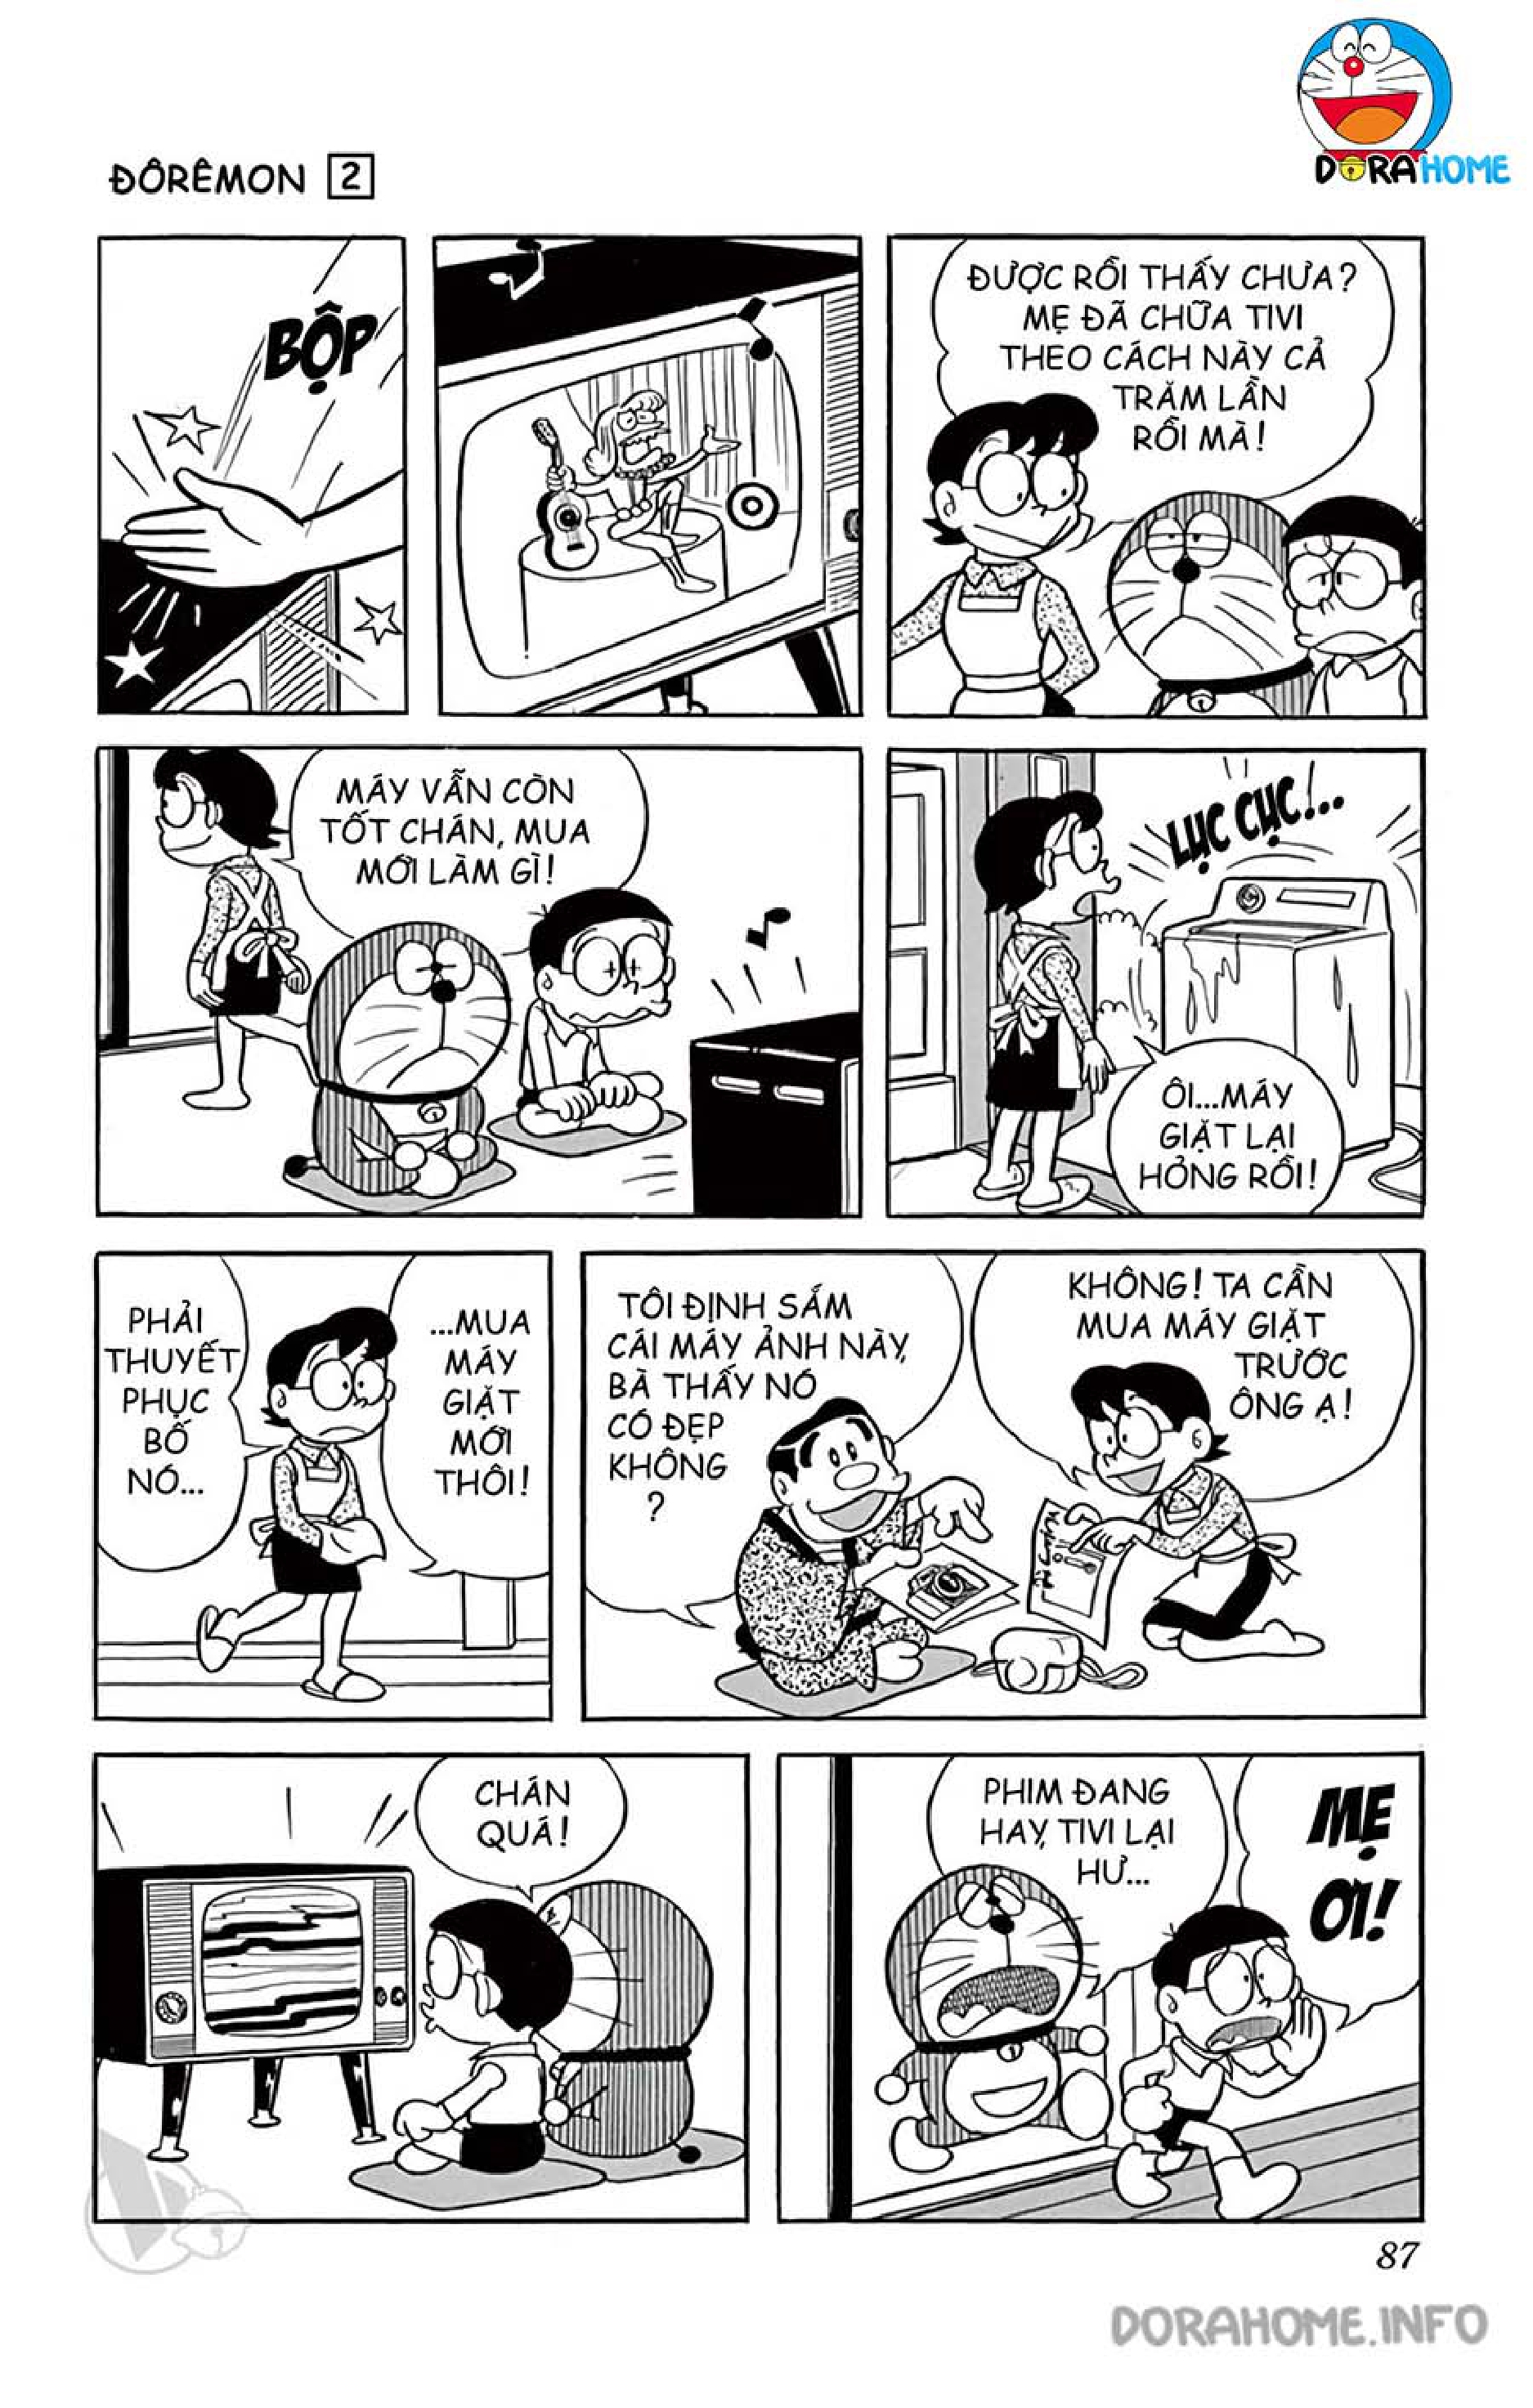 DORAHOME
ĐÔRÊMON 2
BỘP
ĐƯỢC RỒI THẤY CHƯA?
MẸ ĐÃ CHỮA TIVI
THEO CÁCH NÀY CẢ
TRĂM LẦN
RỒI MÀ!
MÁY VẪN CÒN
TỐT CHÁN, MUA
MỚI LÀM GÌ!
LỤC CỤC!...
ÔI...MÁY
GIẶT LẠI
HỎNG RỒI!
PHẢI
THUYẾT
PHỤC
BỐ
NÓ...
...MUA
MÁY
GIẶT
MỚI
THÔI!
TÔI ĐỊNH SẮM
CÁI MÁY ẢNH NÀY,
BÀ THẤY NÓ
CÓ ĐẸP
KHÔNG
?
KHÔNG! TA CẦN
MUA MÁY GIẶT
TRƯỚC
ÔNG Ạ!
CHÁN
QUÁ!
PHIM ĐANG
HAY, TIVI LẠI
HƯ...
MẸ
ƠI!
87
DORAHOME.INFO